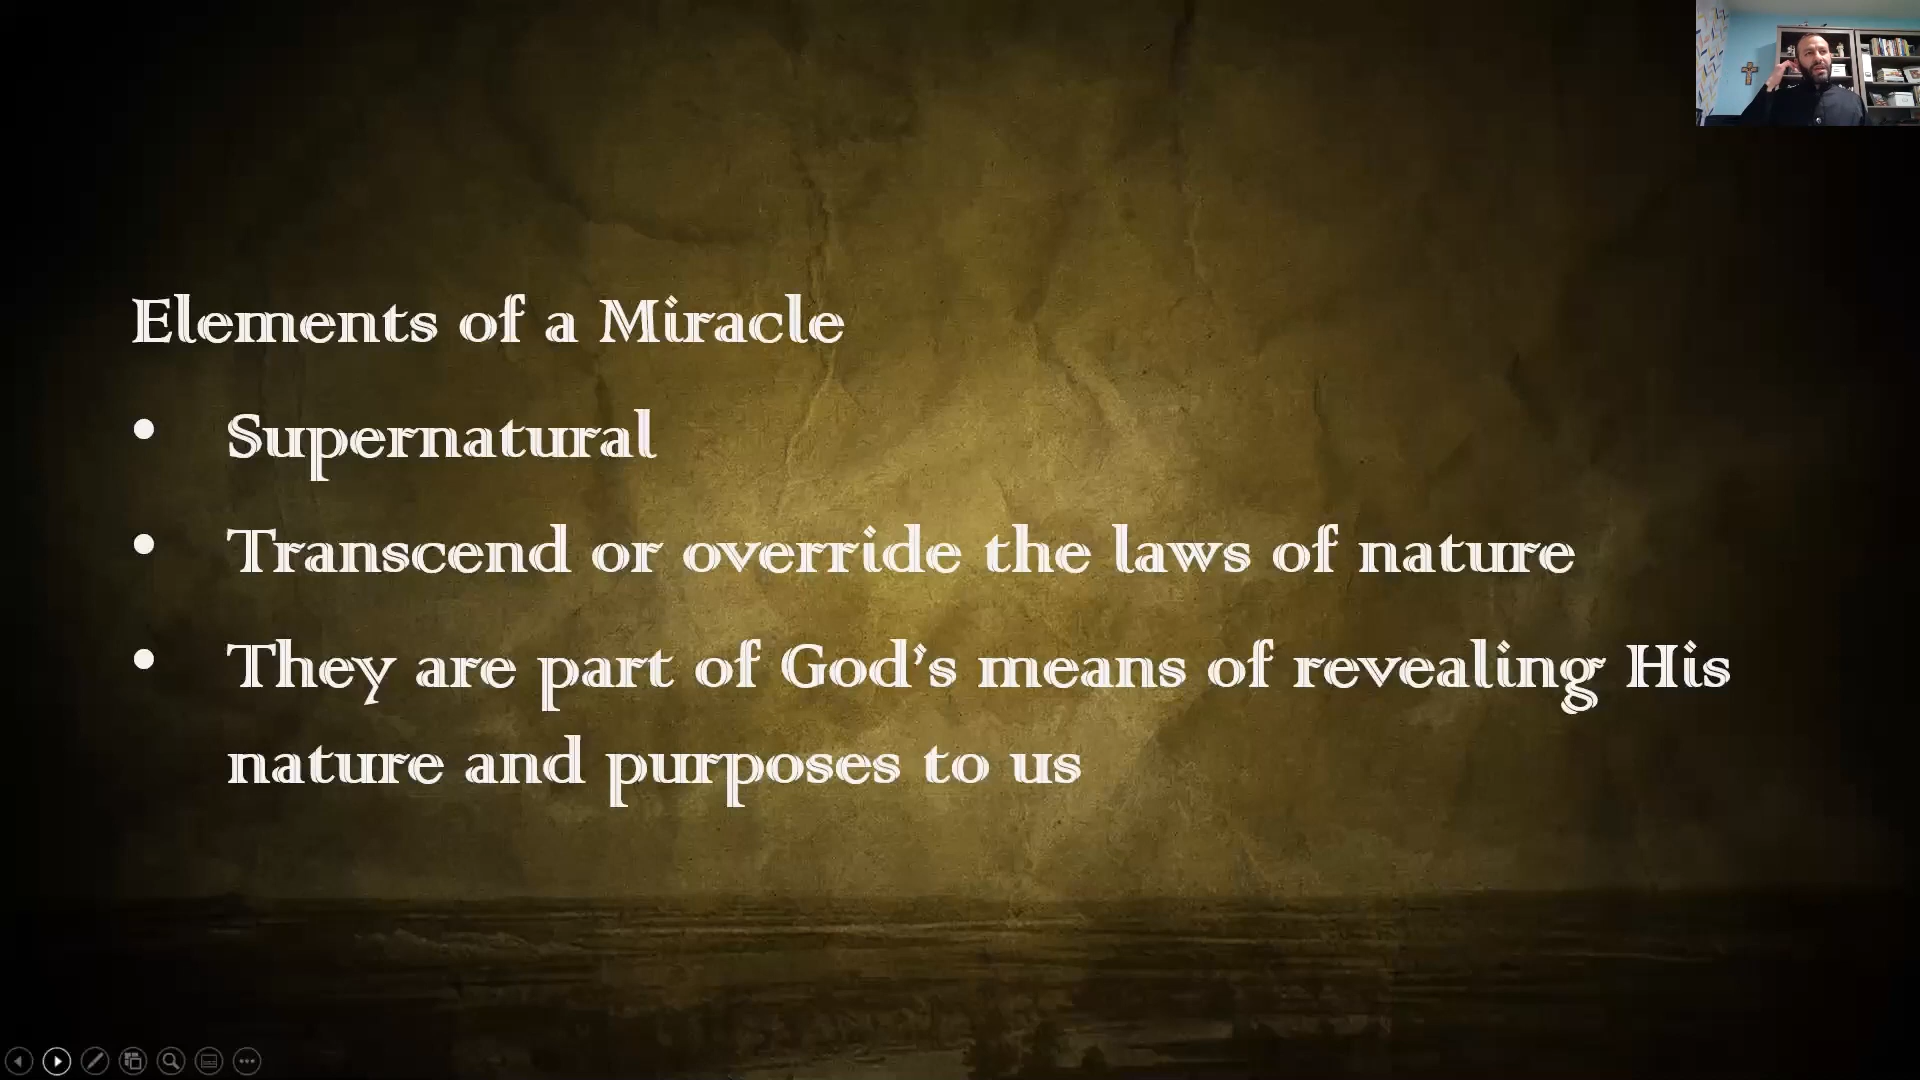 Elements of a Miracle
• Supernatural
• Transcend or override the laws of nature
• They are part of God's means of revealing His
nature and purposes to us